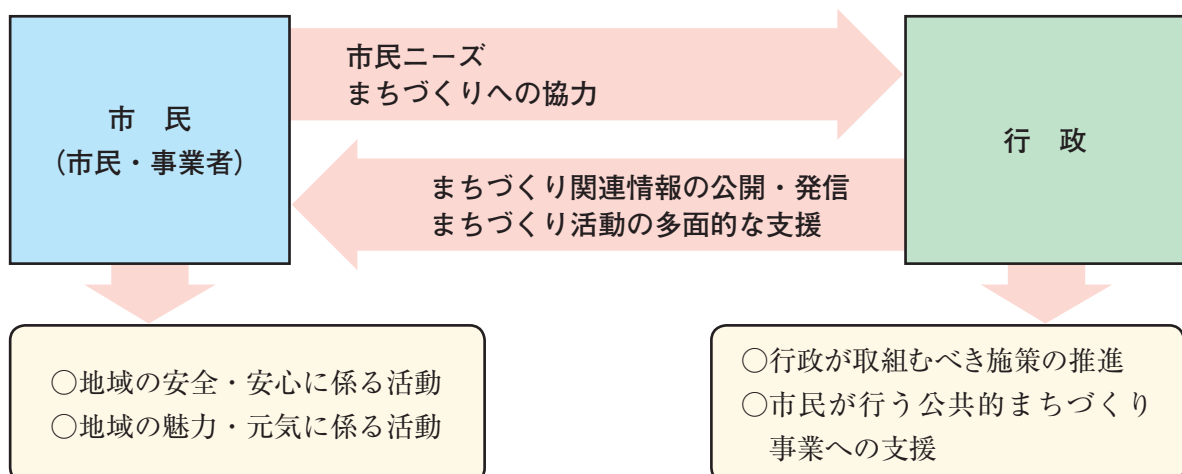 市民ニーズ
まちづくりへの協力
市　民
(市民・事業者)
行　政
まちづくり関連情報の公開・発信
まちづくり活動の多面的な支援
○地域の安全・安心に係る活動
○地域の魅力・元気に係る活動
○行政が取組むべき施策の推進
○市民が行う公共的まちづくり
事業への支援